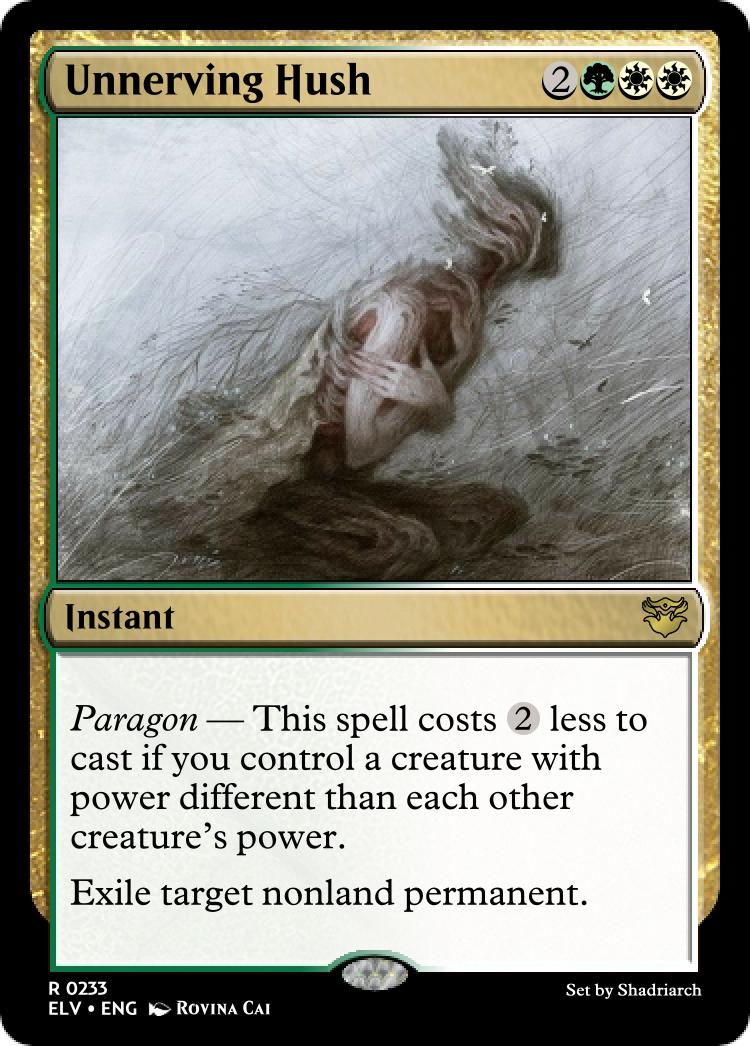 Unnerving Hush 2
Instant
Paragon — This spell costs 2 less to
cast if you control a creature with
power different than each other
creature's power.
Exile target nonland permanent.
R 0233
ELV • ENG Rovina Cai
Set by Shadriarch